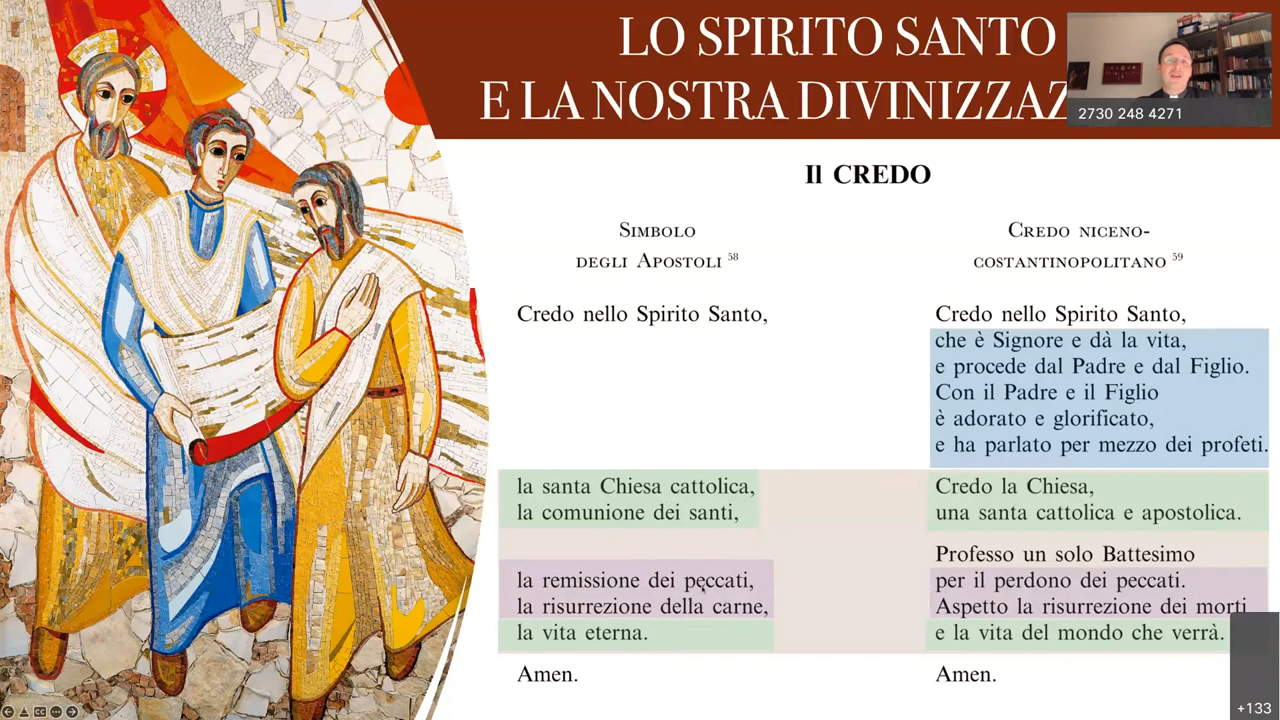 LO SPIRITO SANTO
E LA NOSTRA DIVINIZZAZ
2730 248 4271
Il CREDO
Simbolo
degli Apostoli 58
Credo nello Spirito Santo,
la santa Chiesa cattolica,
la comunione dei santi,
la remissione dei peccati,
la risurrezione della carne,
la vita eterna.
Amen.
Credo niceno-
costantinopolitano 59
Credo nello Spirito Santo,
che è Signore e dà la vita,
e procede dal Padre e dal Figlio.
Con il Padre e il Figlio
è adorato e glorificato,
e ha parlato per mezzo dei profeti.
Credo la Chiesa,
una santa cattolica e apostolica.
Professo un solo Battesimo
per il perdono dei peccati.
Aspetto la risurrezione dei morti
e la vita del mondo che verrà.
Amen.
+133